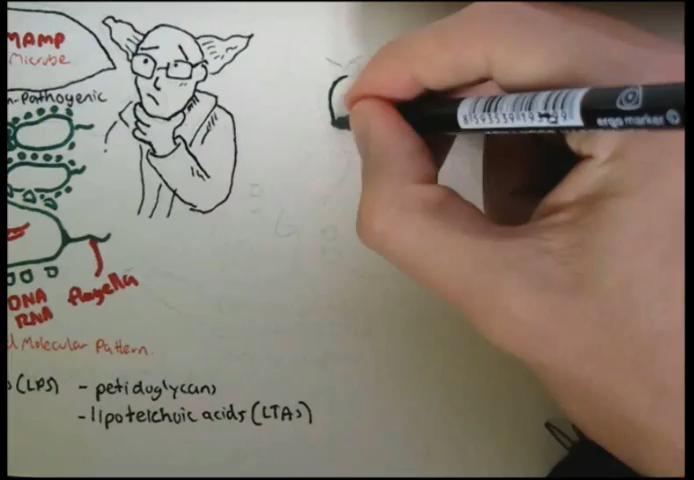 MAMP
Microbe
n-Pathogenic
DNA
RNA
flagella
d Molecular Pattern.
(LPS) - petidoglycans
- lipoteichoic acids (LTAs)
ergo marker